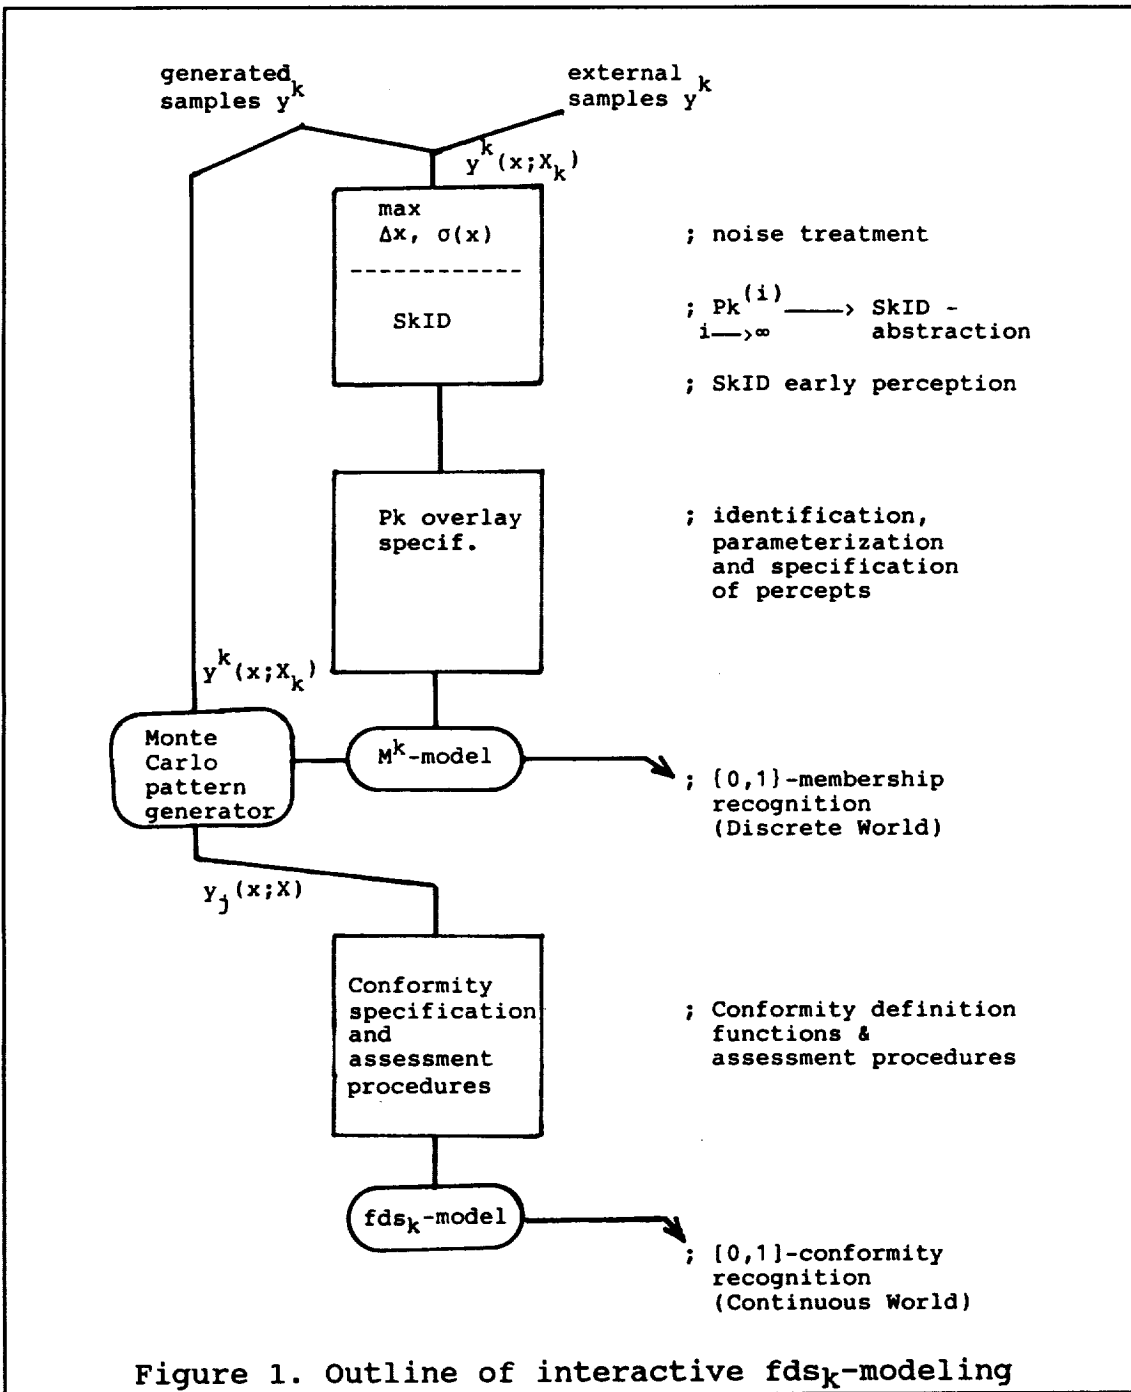 generated
samples y^k
external
samples y^k
y^k(x;X_k)
max
Δx, σ(x)
------------
SkID
; noise treatment
; Pk^(i) ——> SkID -
i—>∞ abstraction
; SkID early perception
Pk overlay
specif.
; identification,
parameterization
and specification
of percepts
y^k(x;X_k)
Monte
Carlo
pattern
generator
M^k-model
; {0,1}-membership
recognition
(Discrete World)
y_j(x;X)
Conformity
specification
and
assessment
procedures
; Conformity definition
functions &
assessment procedures
fds_k-model
; [0,1]-conformity
recognition
(Continuous World)
Figure 1. Outline of interactive fds_k-modeling